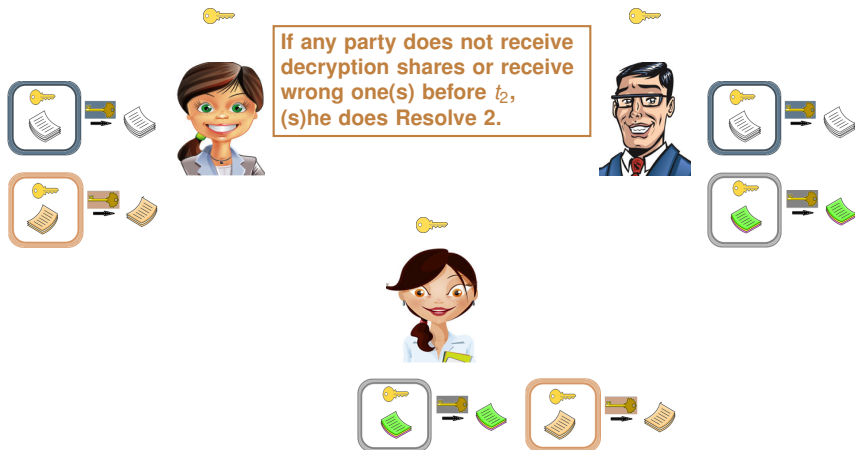 If any party does not receive
decryption shares or receive
wrong one(s) before t₂,
(s)he does Resolve 2.